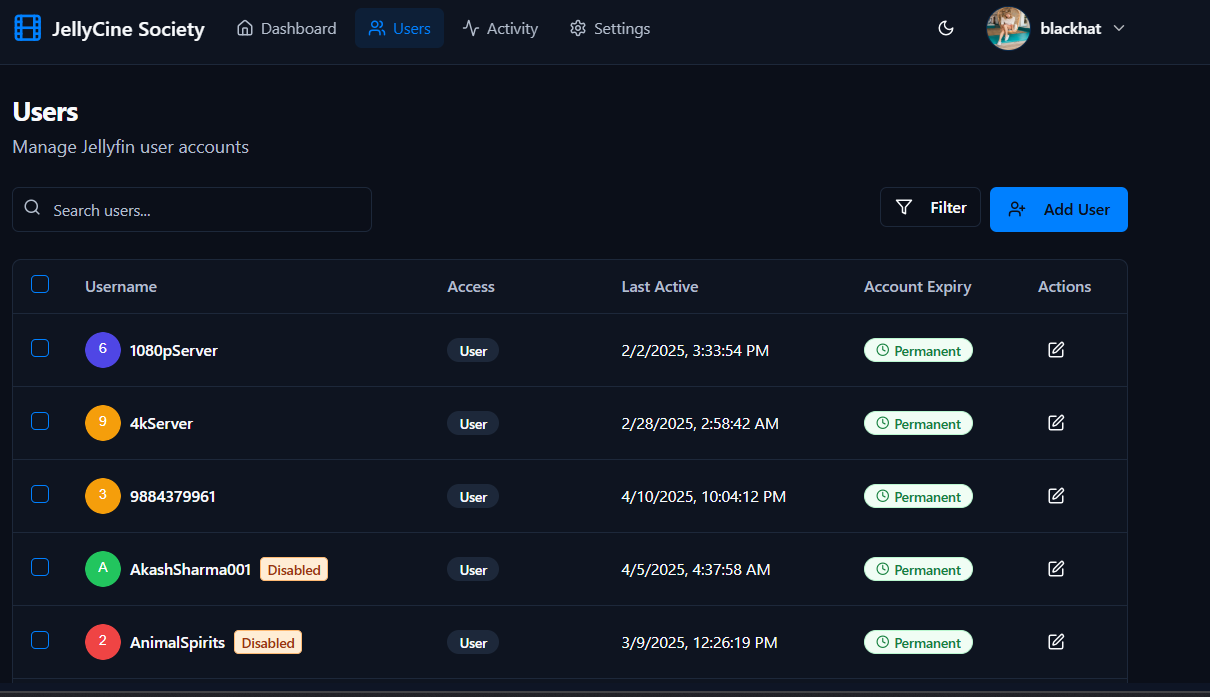 JellyCine Society Dashboard Users Activity Settings blackhat
Users
Manage Jellyfin user accounts
Search users... Filter Add User
Username Access Last Active Account Expiry Actions
6 1080pServer User 2/2/2025, 3:33:54 PM Permanent
9 4kServer User 2/28/2025, 2:58:42 AM Permanent
3 9884379961 User 4/10/2025, 10:04:12 PM Permanent
A AkashSharma001 Disabled User 4/5/2025, 4:37:58 AM Permanent
2 AnimalSpirits Disabled User 3/9/2025, 12:26:19 PM Permanent